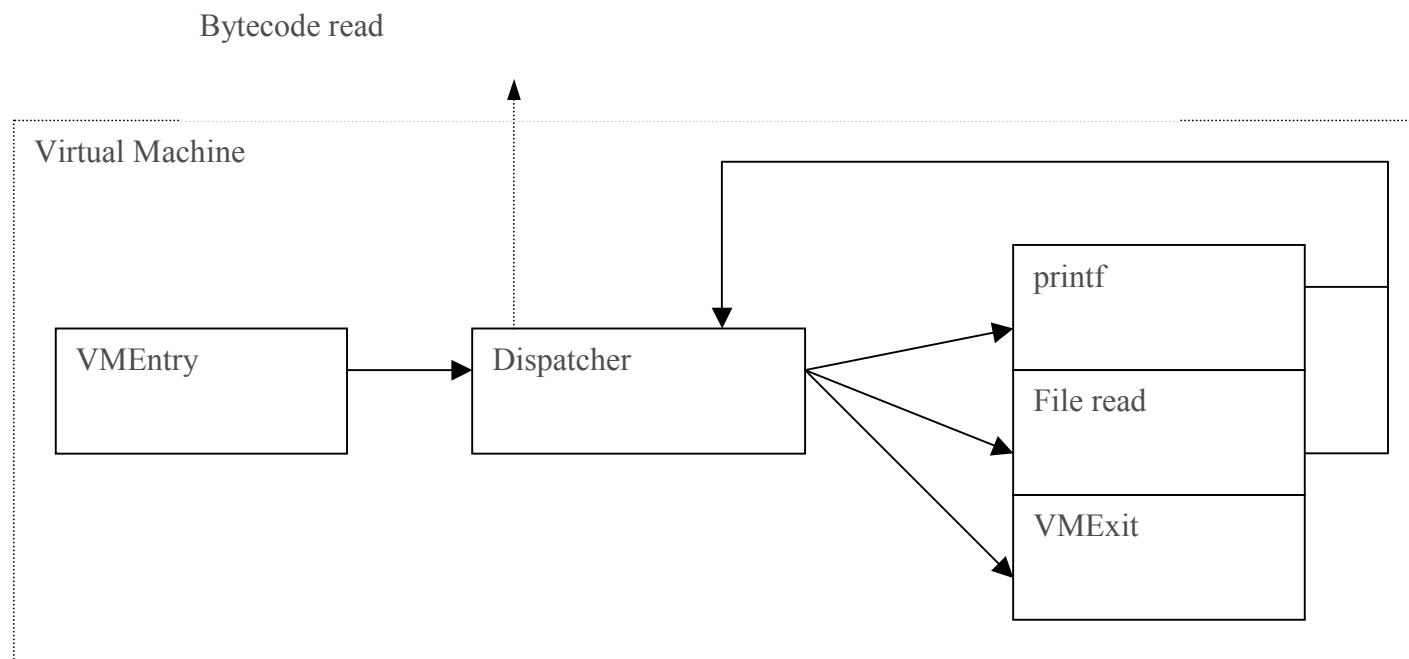 Bytecode read
Virtual Machine
printf
VMEntry
Dispatcher
File read
VMExit